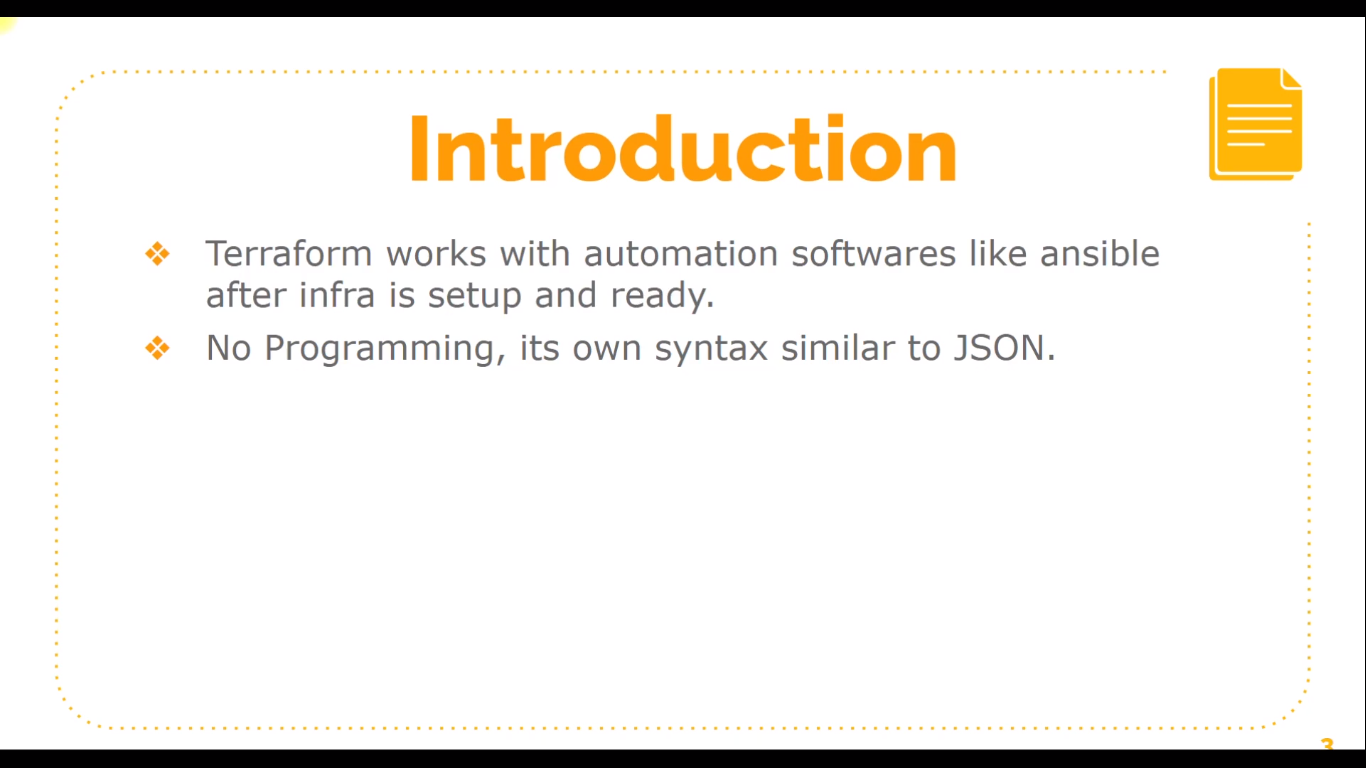 Introduction
Terraform works with automation softwares like ansible
after infra is setup and ready.
No Programming, its own syntax similar to JSON.
3